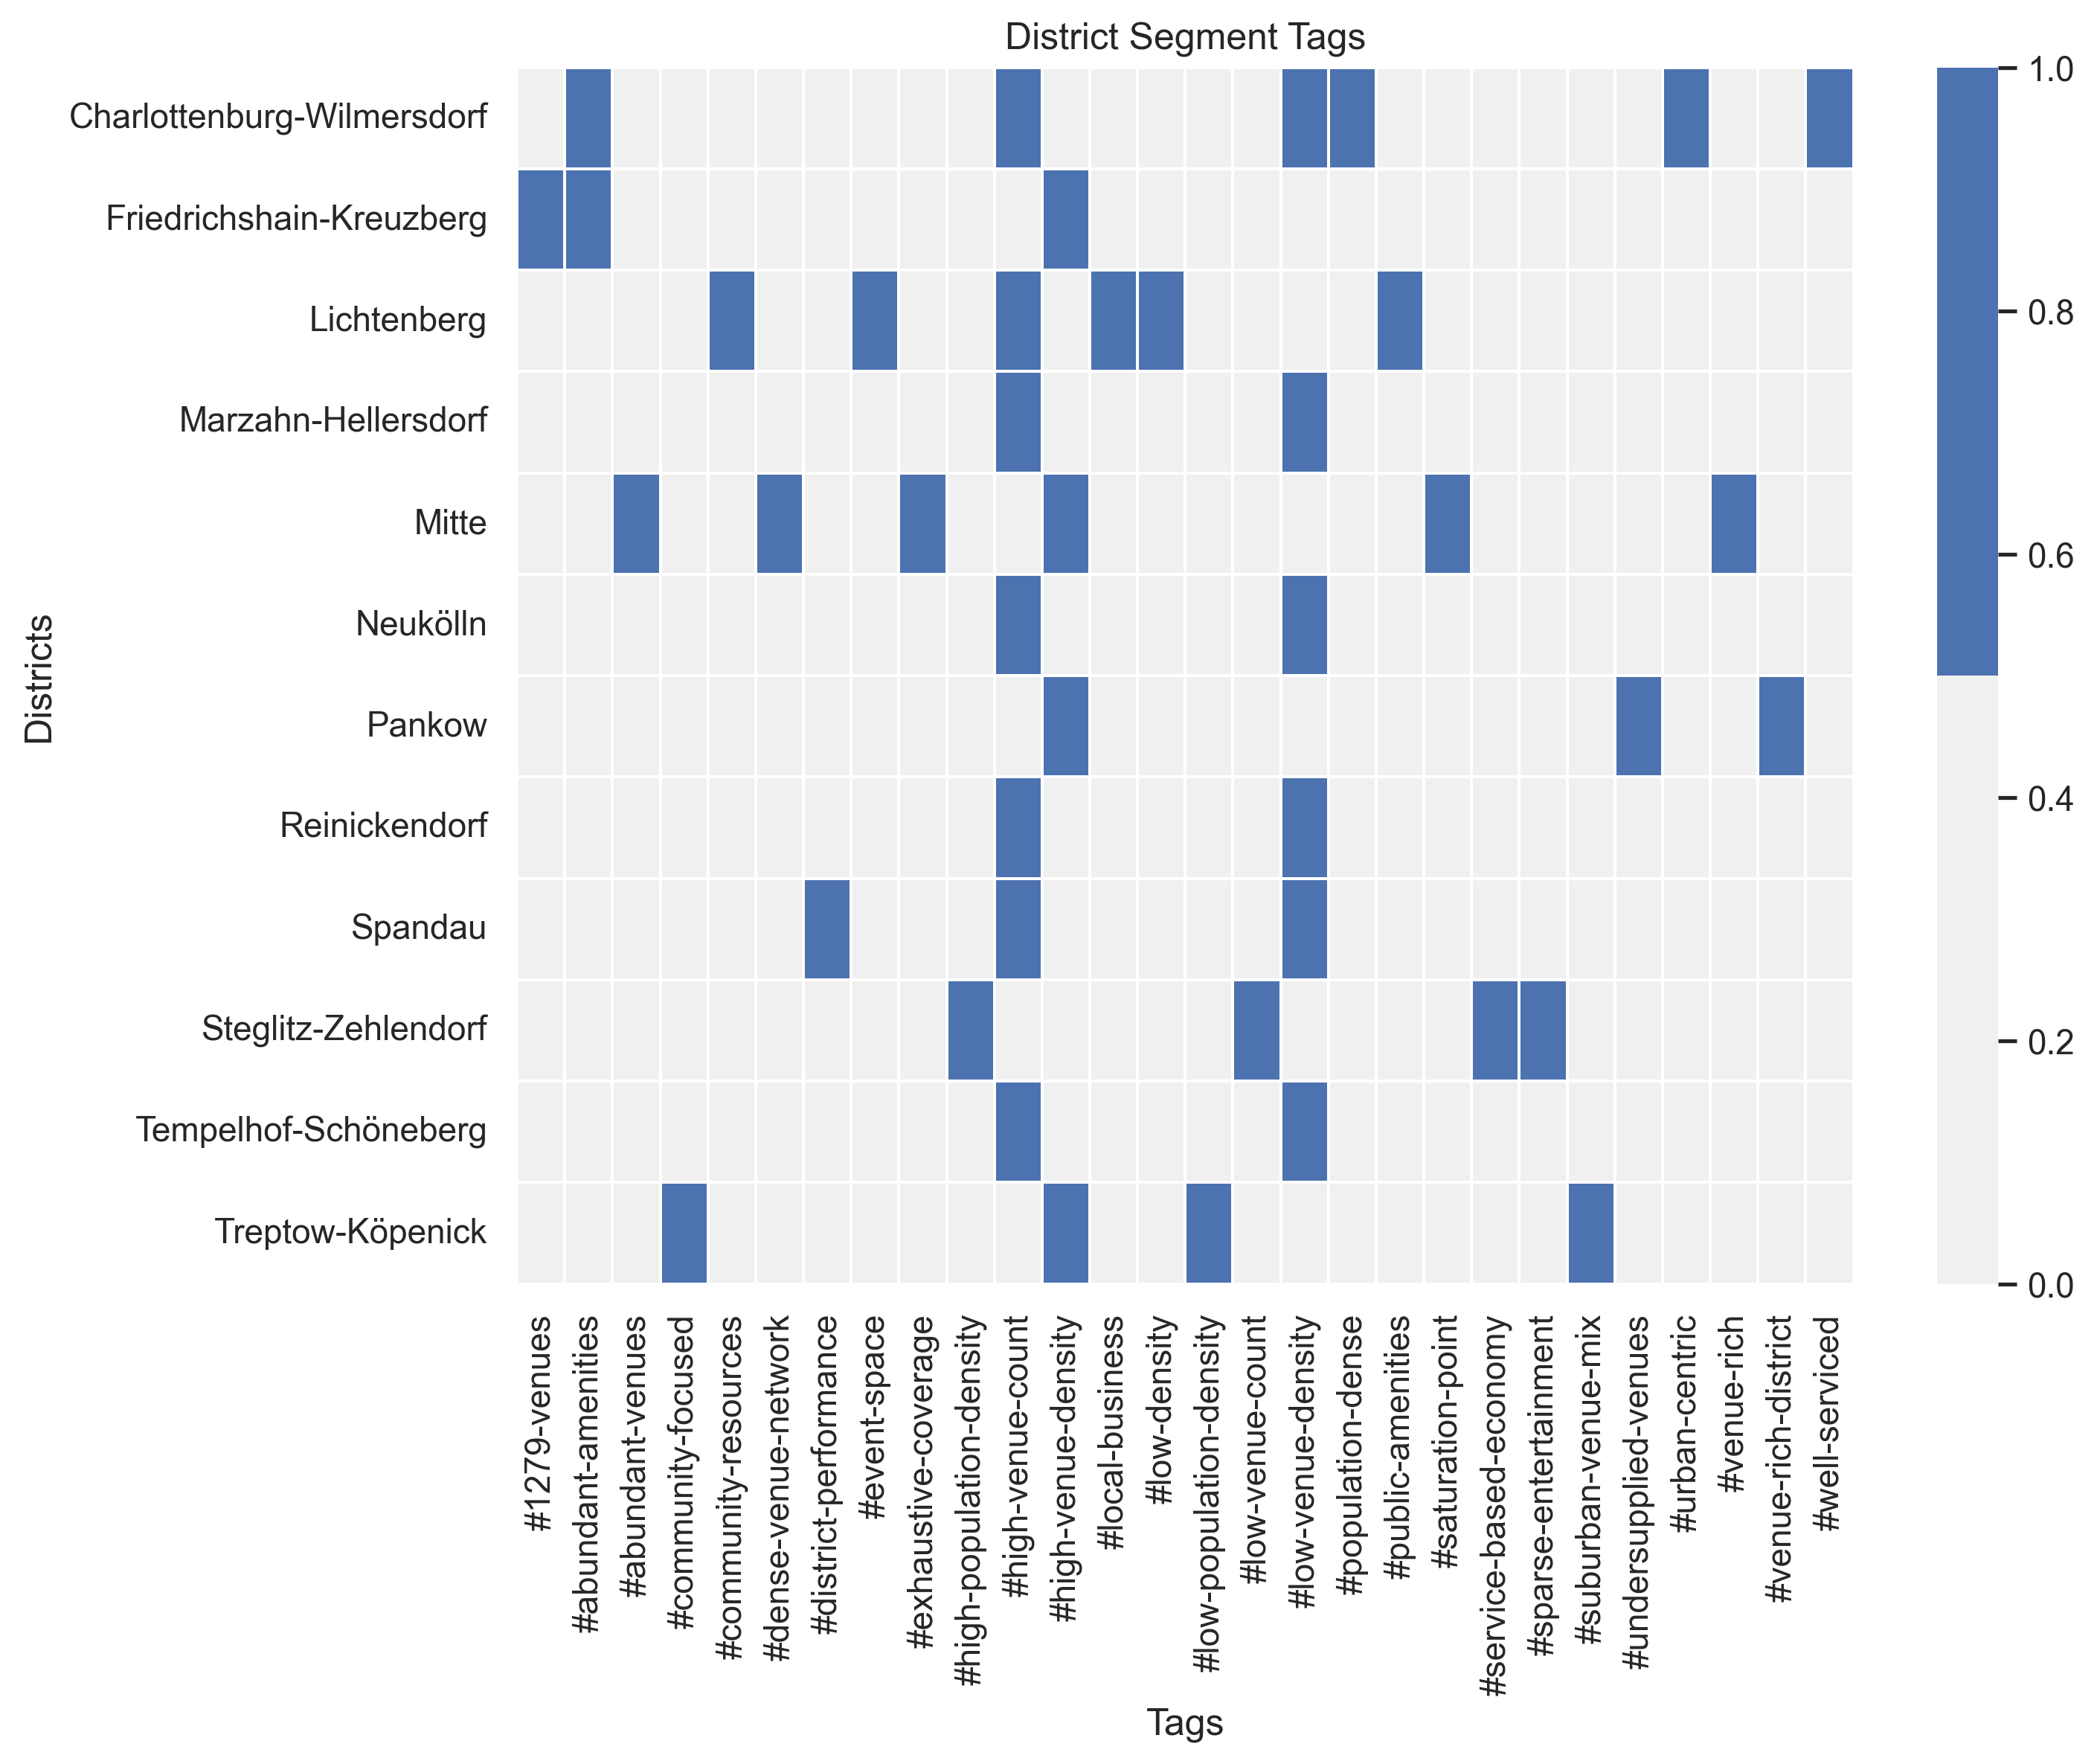 District Segment Tags
Charlottenburg-Wilmersdorf
Friedrichshain-Kreuzberg
Lichtenberg
Marzahn-Hellersdorf
Mitte
Neukölln
Pankow
Reinickendorf
Spandau
Steglitz-Zehlendorf
Tempelhof-Schöneberg
Treptow-Köpenick
Districts
#1279-venues
#abundant-amenities
#abundant-venues
#community-focused
#community-resources
#dense-venue-network
#district-performance
#event-space
#exhaustive-coverage
#high-population-density
#high-venue-count
#high-venue-density
#local-business
#low-density
#low-population-density
#low-venue-count
#low-venue-density
#population-dense
#public-amenities
#saturation-point
#service-based-economy
#sparse-entertainment
#suburban-venue-mix
#undersupplied-venues
#urban-centric
#venue-rich
#venue-rich-district
#well-serviced
Tags
1.0
0.8
0.6
0.4
0.2
0.0